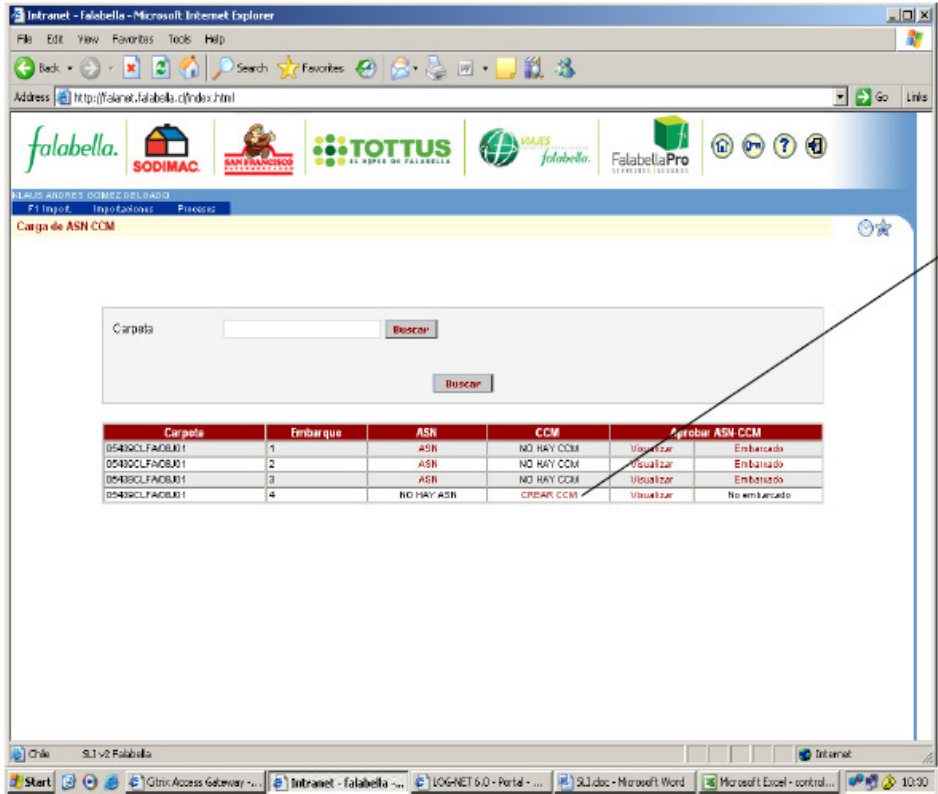 Intranet - Falabella - Microsoft Internet Explorer
File Edit View Favorites Tools Help
Back Search Favorites
Address http://falanet.falabella.cl/index.html Go Links
falabella. SODIMAC. SAN FRANCISCO SUPERMERCADOS TOTTUS EL HIPER DE FALABELLA VIAJES falabella. FalabellaPro SERVICIOS SEGUROS
KLAUS ANDRES GOMEZ DELGADO
F1 Import. Importaciones Procesos
Carga de ASN CCM
Carpeta Buscar
Buscar
Carpeta Embarque ASN CCM Aprobar ASN-CCM
1 ASN NO HAY CCM Visualizar Embarcado
2 ASN NO HAY CCM Visualizar Embarcado
3 ASN NO HAY CCM Visualizar Embarcado
4 NO HAY ASN CREAR CCM Visualizar No embarcado
Chile SLI v2 Falabella Internet
Start Citrix Access Gateway -... Intranet - falabella -... LOG-NET 6.0 - Portal - ... SLI.doc - Microsoft Word Microsoft Excel - control... 10:30